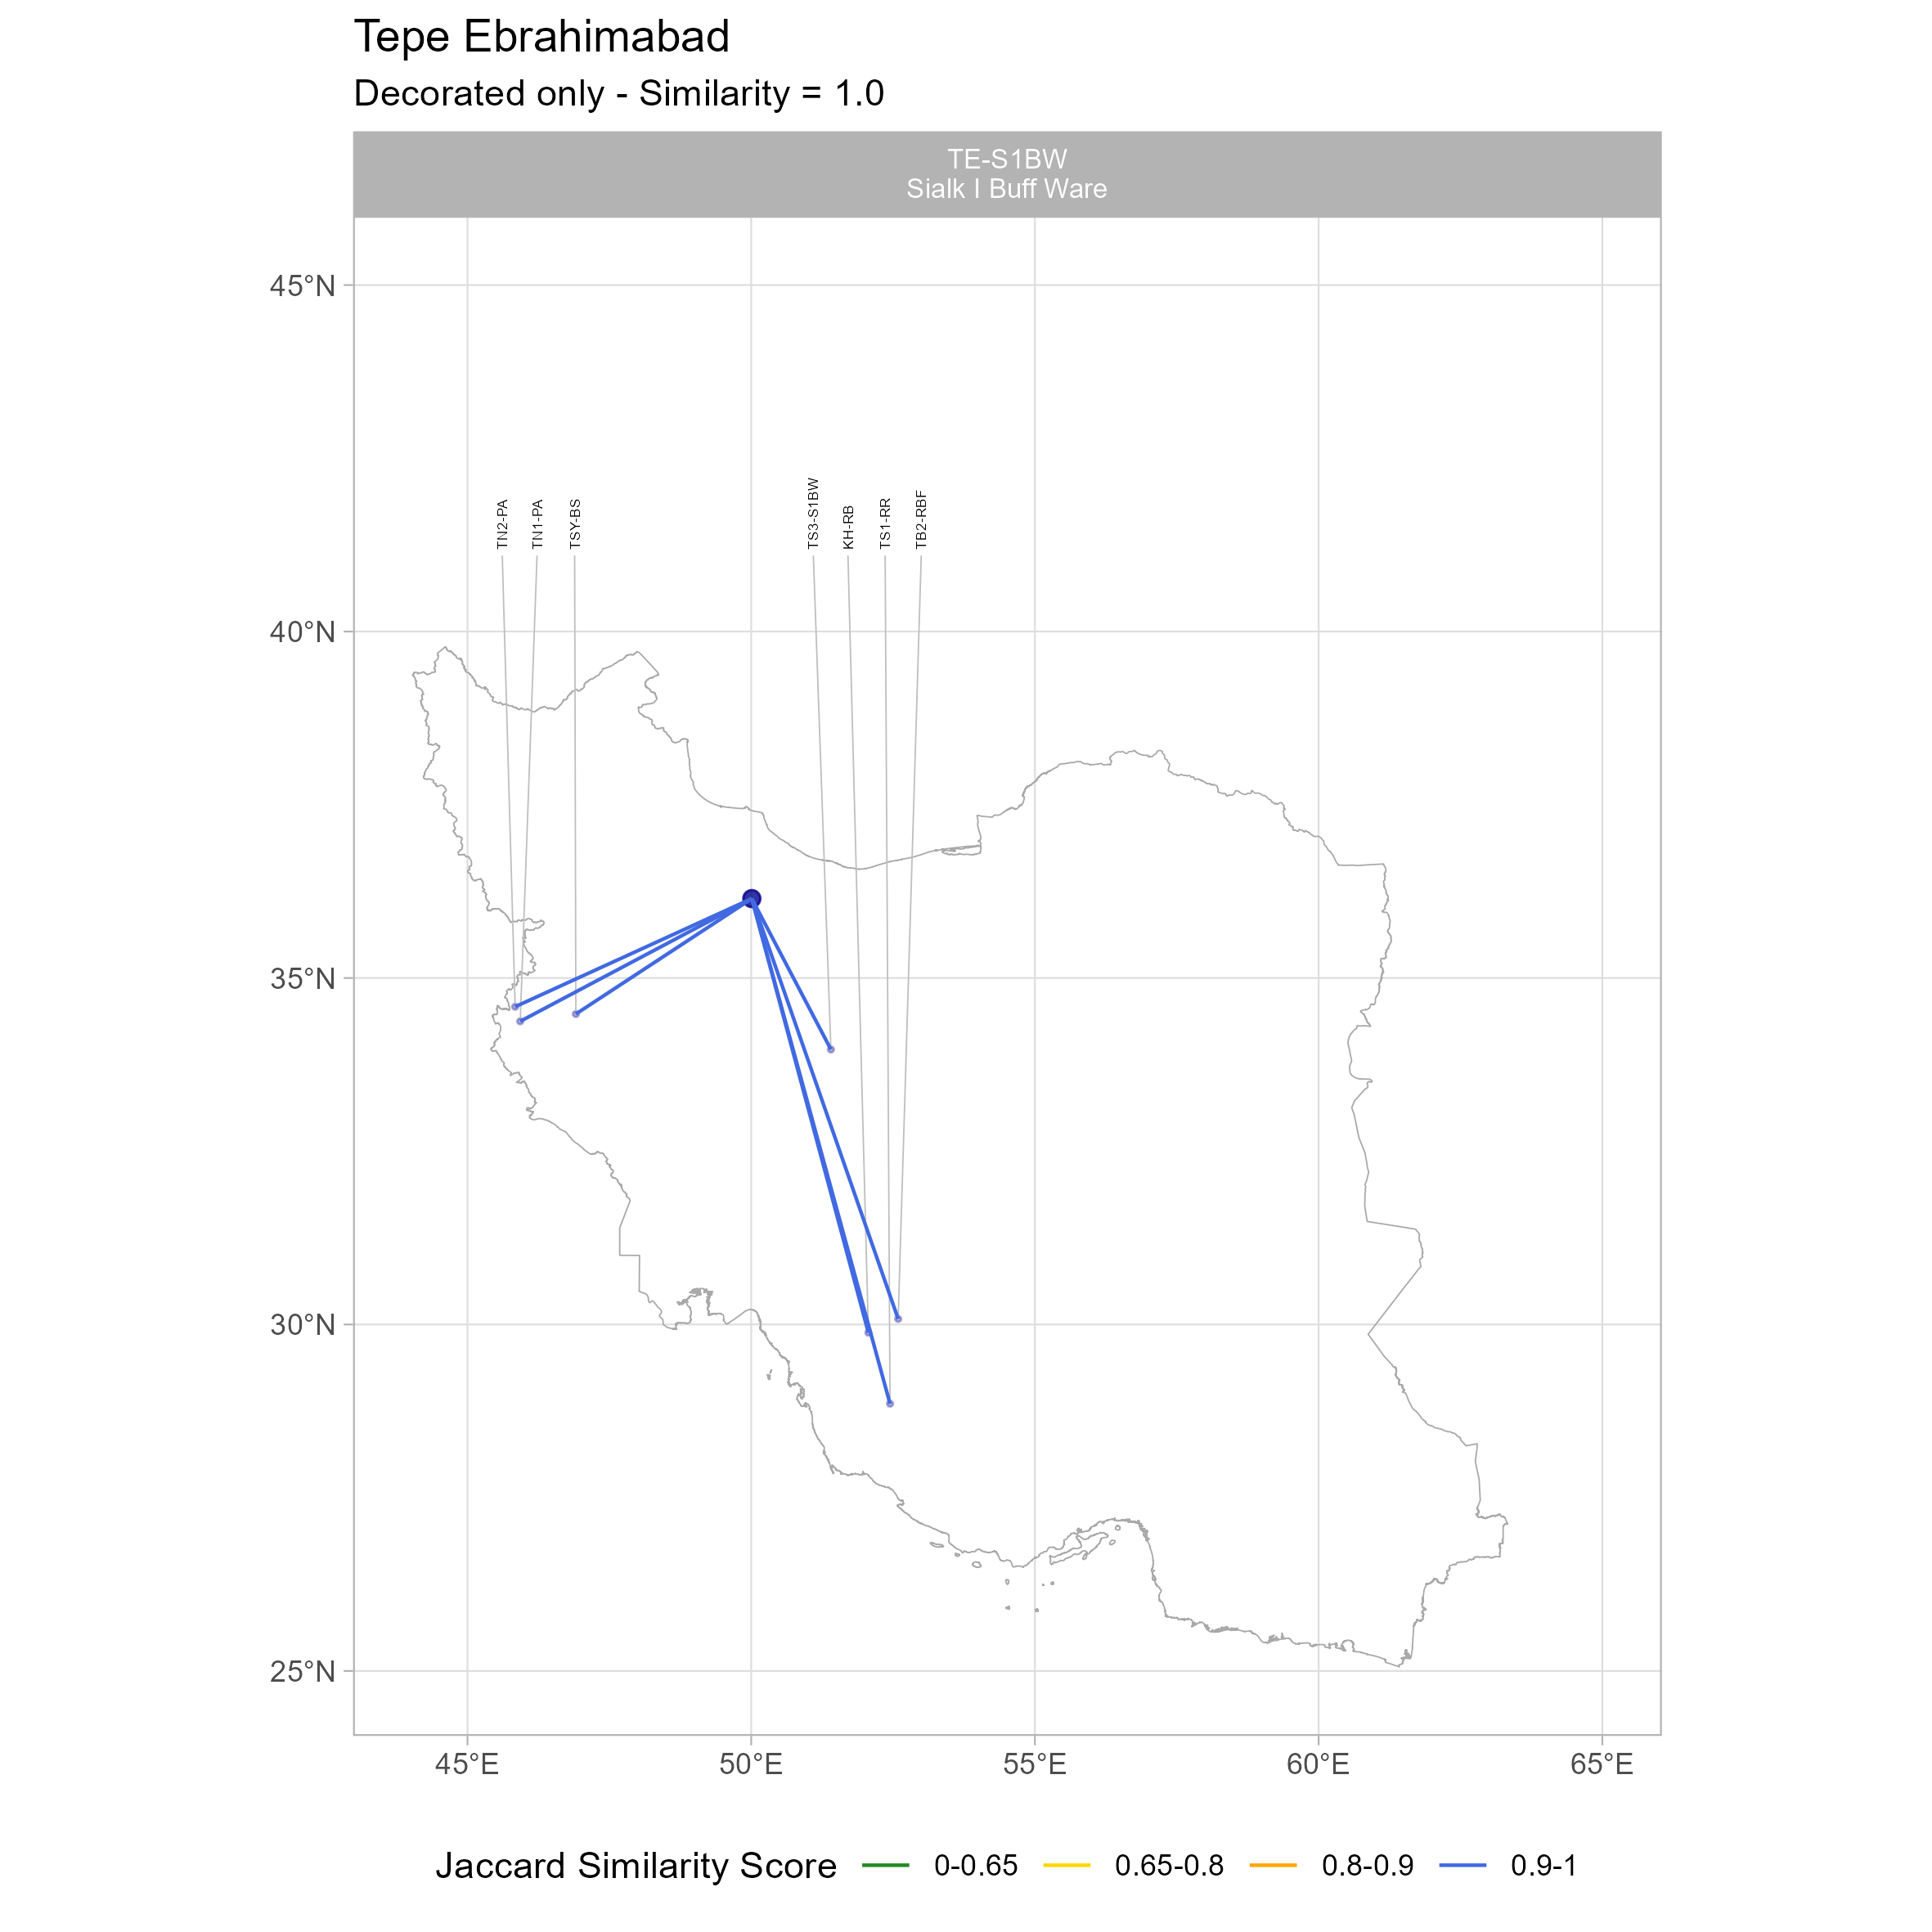 Tepe Ebrahimabad
Decorated only - Similarity = 1.0
TE-S1BW
Sialk I Buff Ware
45°N
TN2-PA
TN1-PA
TSY-BS
TS3-S1BW
KH-RB
TS1-RR
TB2-RBF
40°N
35°N
30°N
25°N
45°E 50°E 55°E 60°E 65°E
Jaccard Similarity Score 0-0.65 0.65-0.8 0.8-0.9 0.9-1